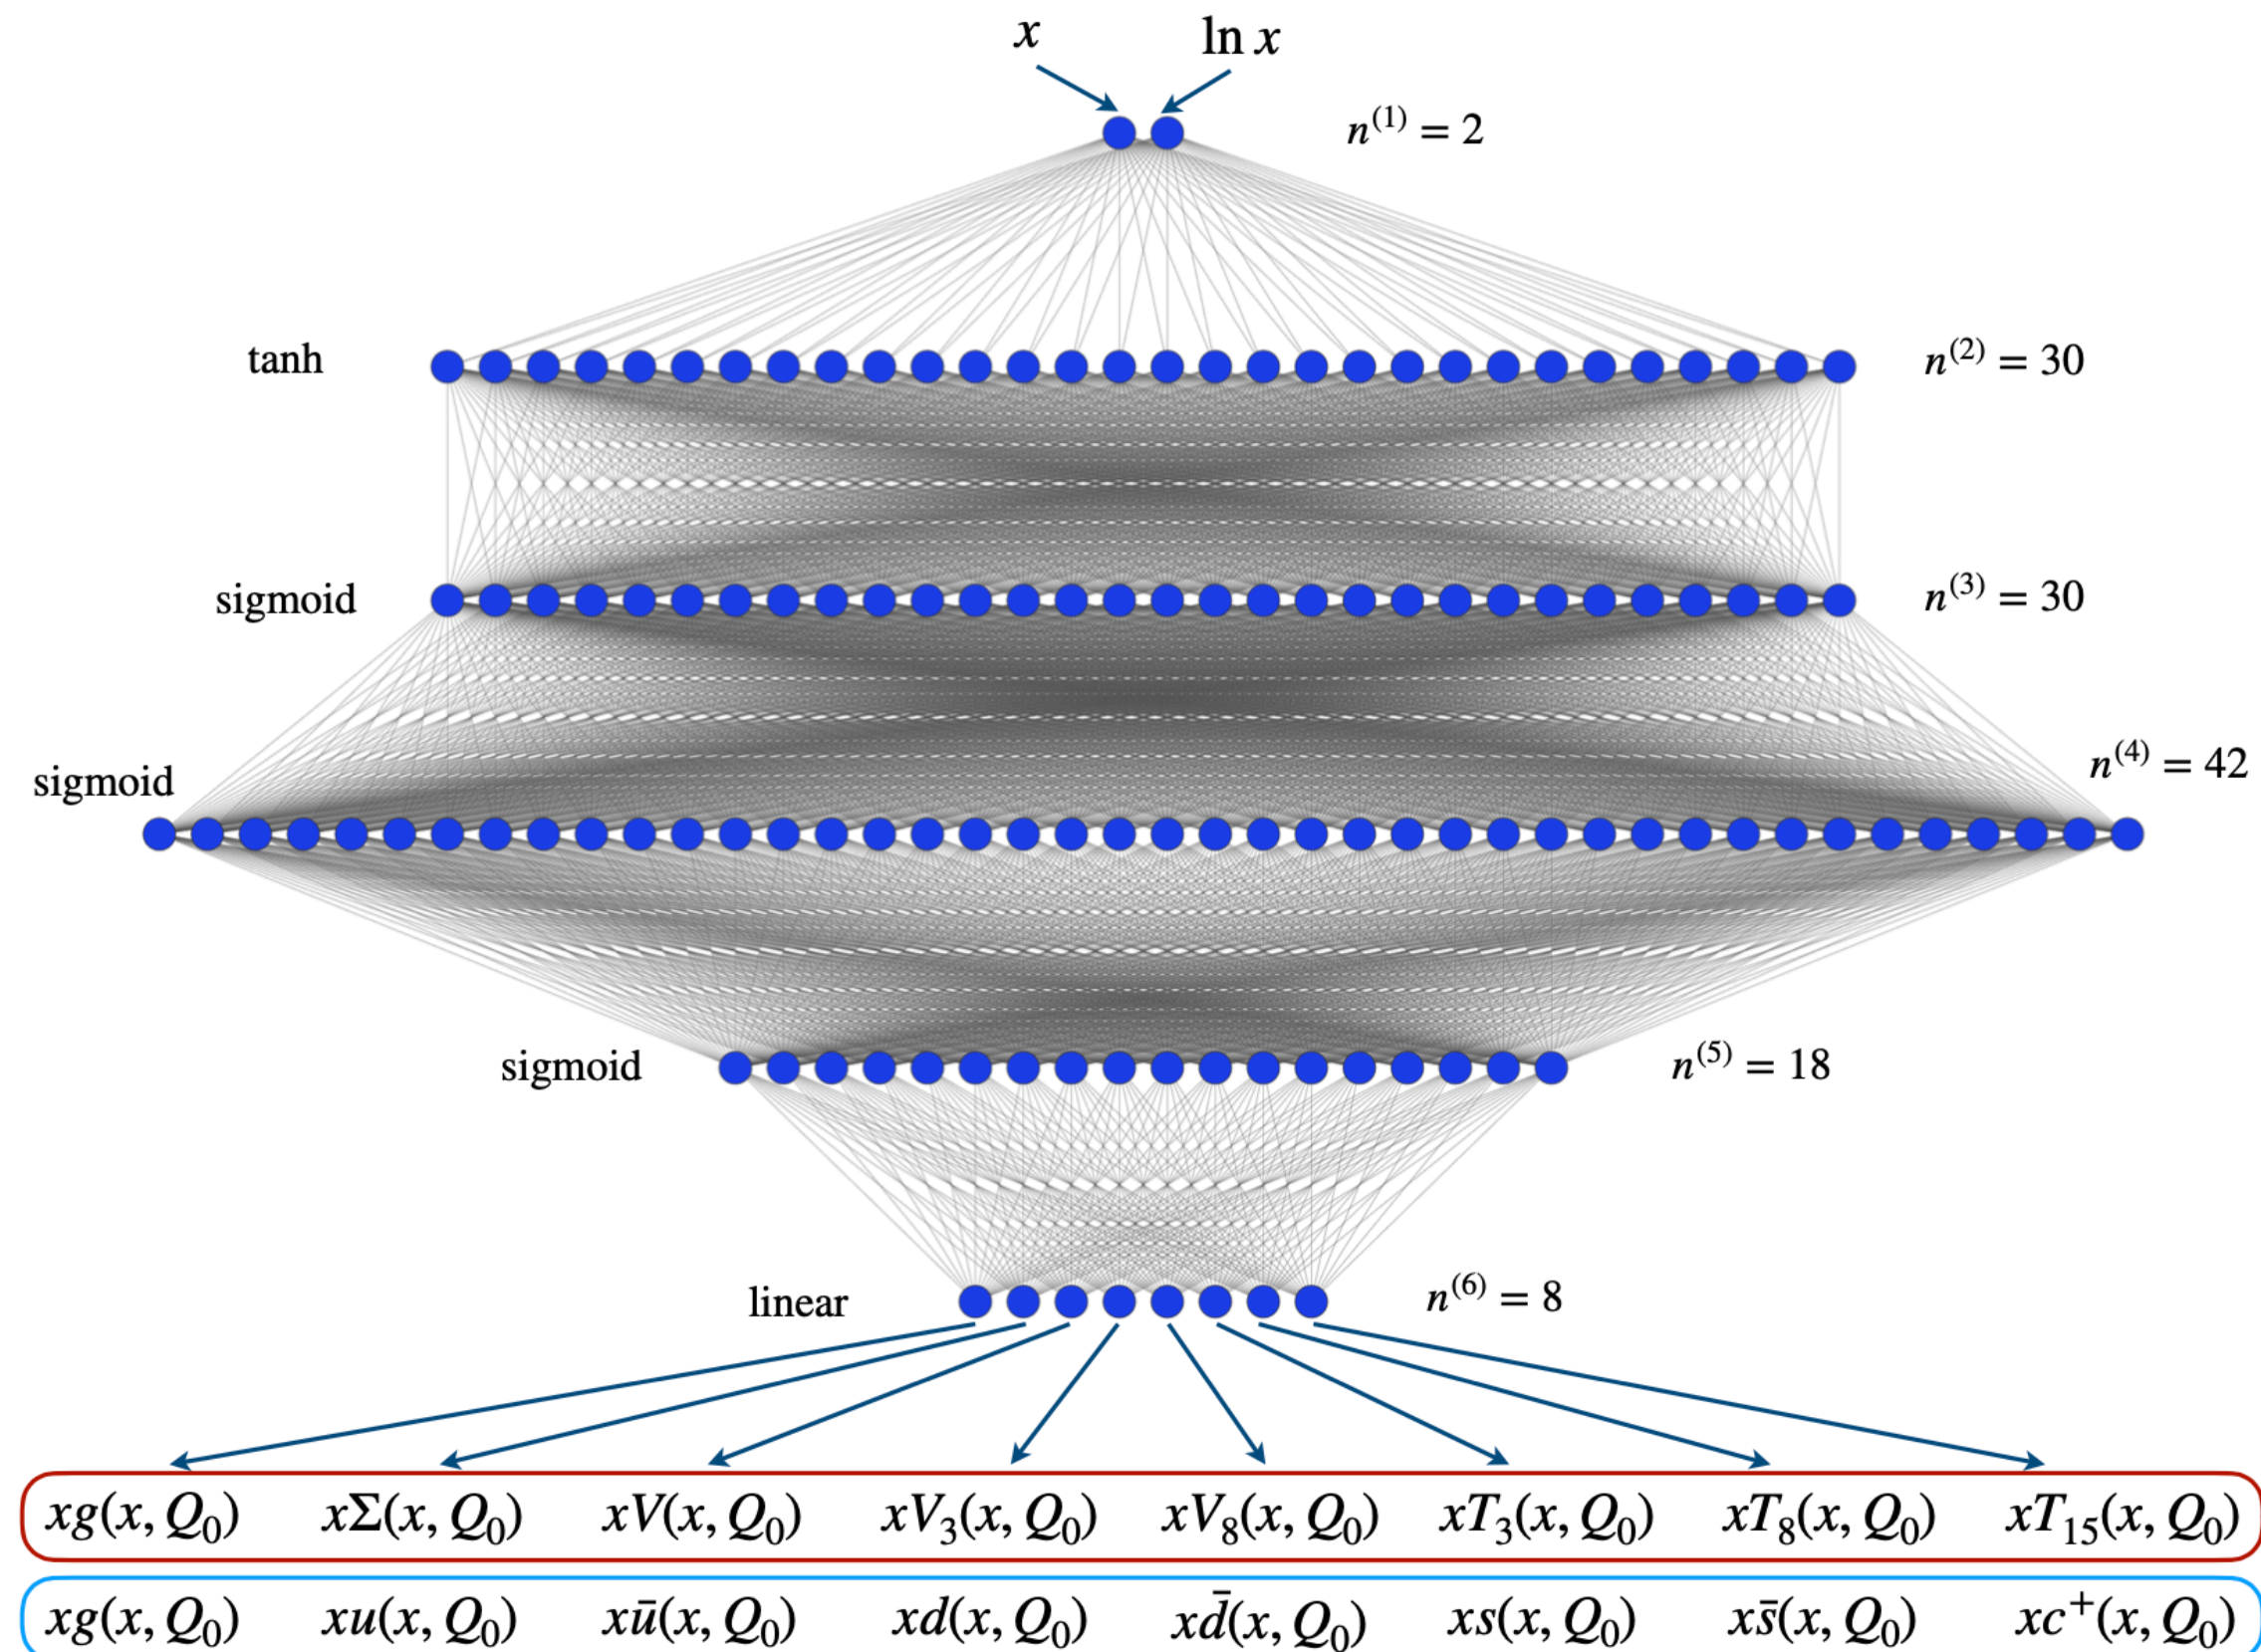 x ln x
n⁽¹⁾ = 2
tanh n⁽²⁾ = 30
sigmoid n⁽³⁾ = 30
sigmoid n⁽⁴⁾ = 42
sigmoid n⁽⁵⁾ = 18
linear n⁽⁶⁾ = 8
xg(x, Q₀) xΣ(x, Q₀) xV(x, Q₀) xV₃(x, Q₀) xV₈(x, Q₀) xT₃(x, Q₀) xT₈(x, Q₀) xT₁₅(x, Q₀)
xg(x, Q₀) xu(x, Q₀) xū(x, Q₀) xd(x, Q₀) xd̄(x, Q₀) xs(x, Q₀) xs̄(x, Q₀) xc⁺(x, Q₀)